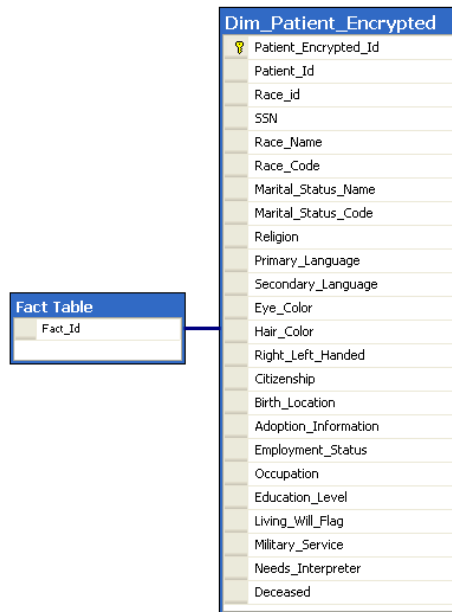 Dim_Patient_Encrypted
Patient_Encrypted_Id
Patient_Id
Race_id
SSN
Race_Name
Race_Code
Marital_Status_Name
Marital_Status_Code
Religion
Primary_Language
Secondary_Language
Eye_Color
Hair_Color
Right_Left_Handed
Citizenship
Birth_Location
Adoption_Information
Employment_Status
Occupation
Education_Level
Living_Will_Flag
Military_Service
Needs_Interpreter
Deceased
Fact Table
Fact_Id